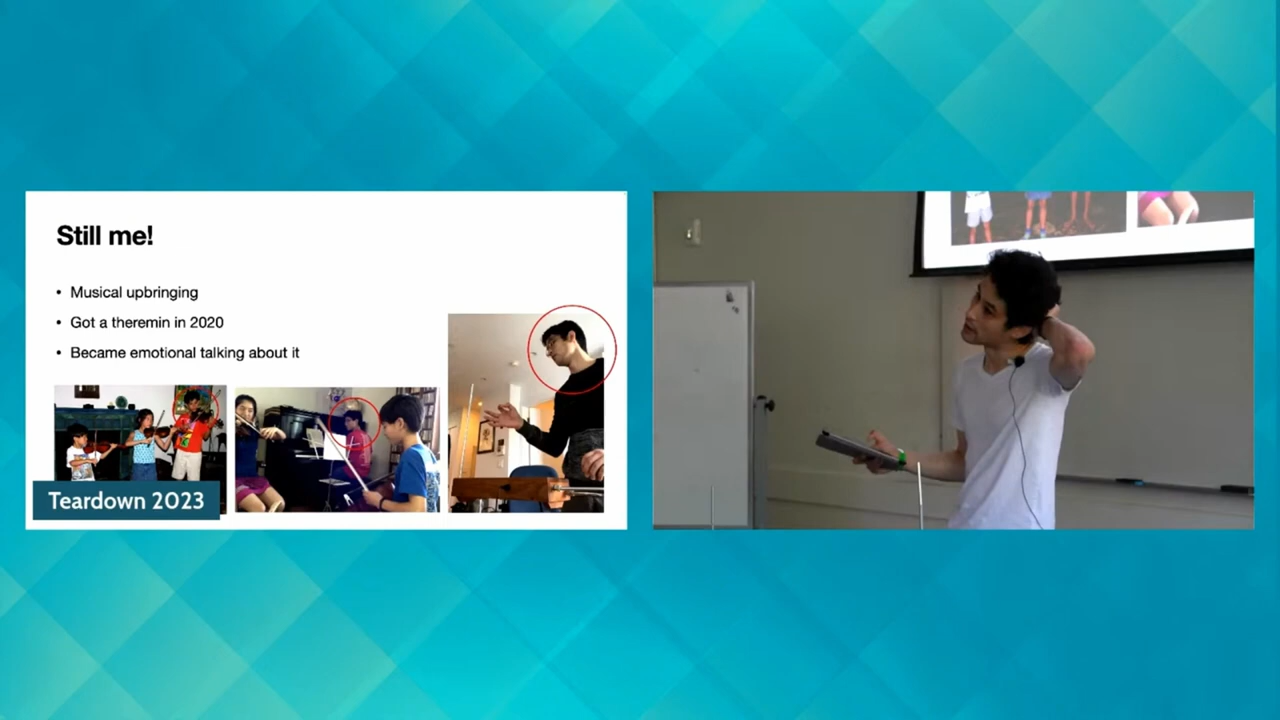 Still me!
• Musical upbringing
• Got a theremin in 2020
• Became emotional talking about it
Teardown 2023